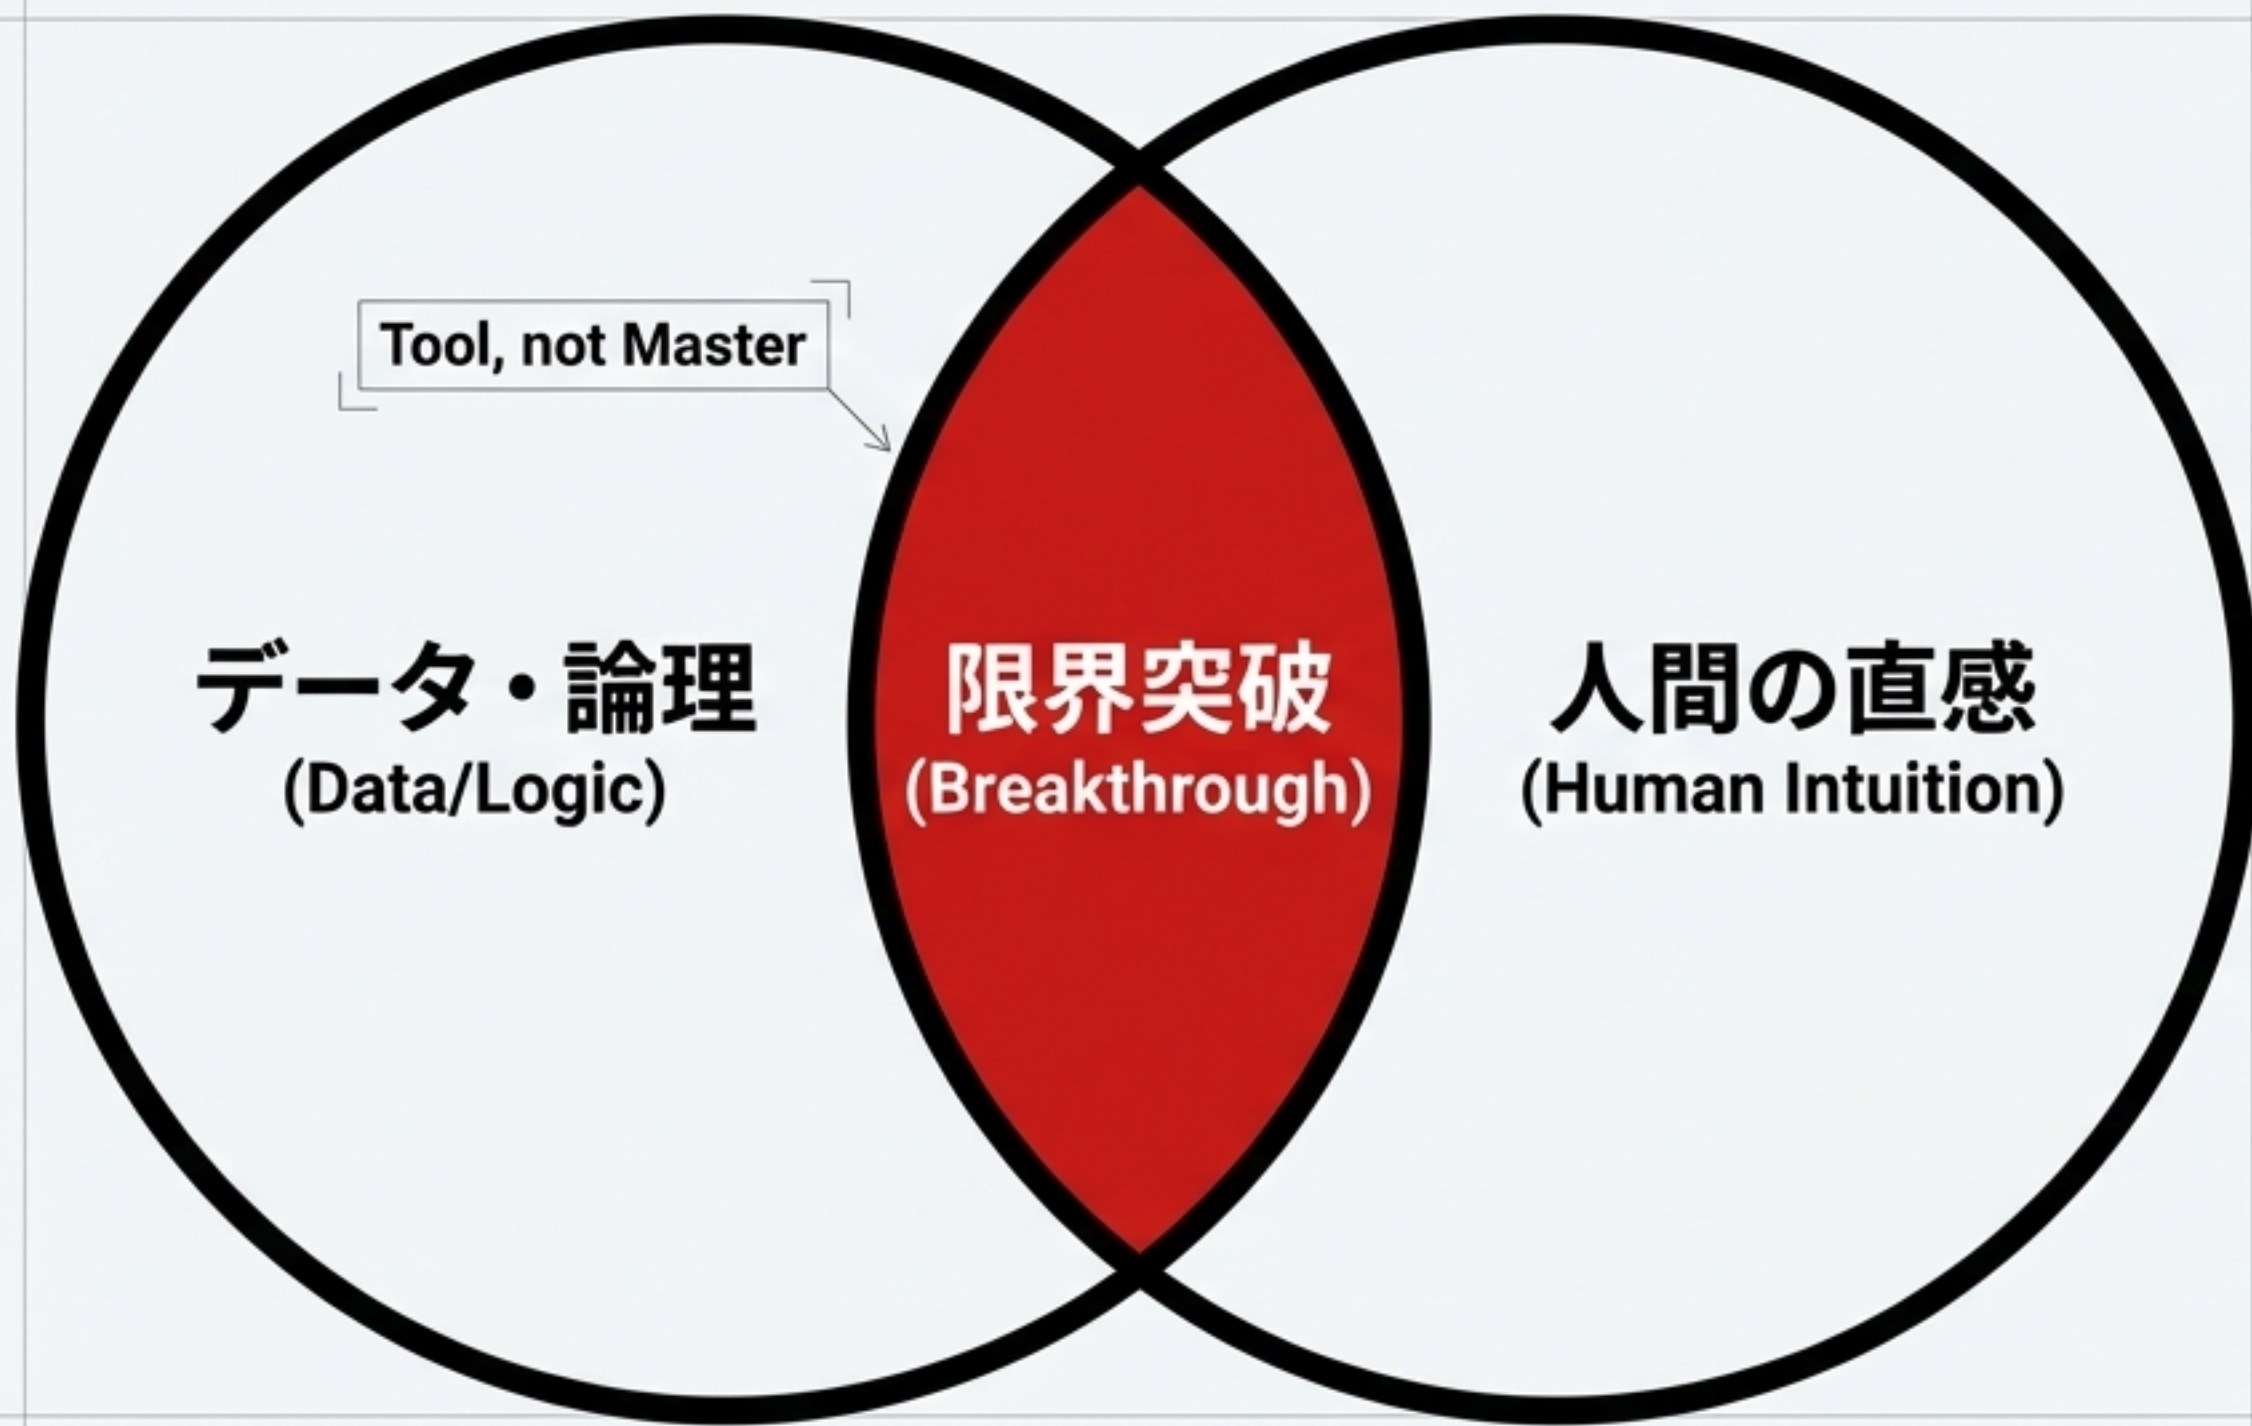 Tool, not Master
データ・論理
(Data/Logic)
限界突破
(Breakthrough)
人間の直感
(Human Intuition)